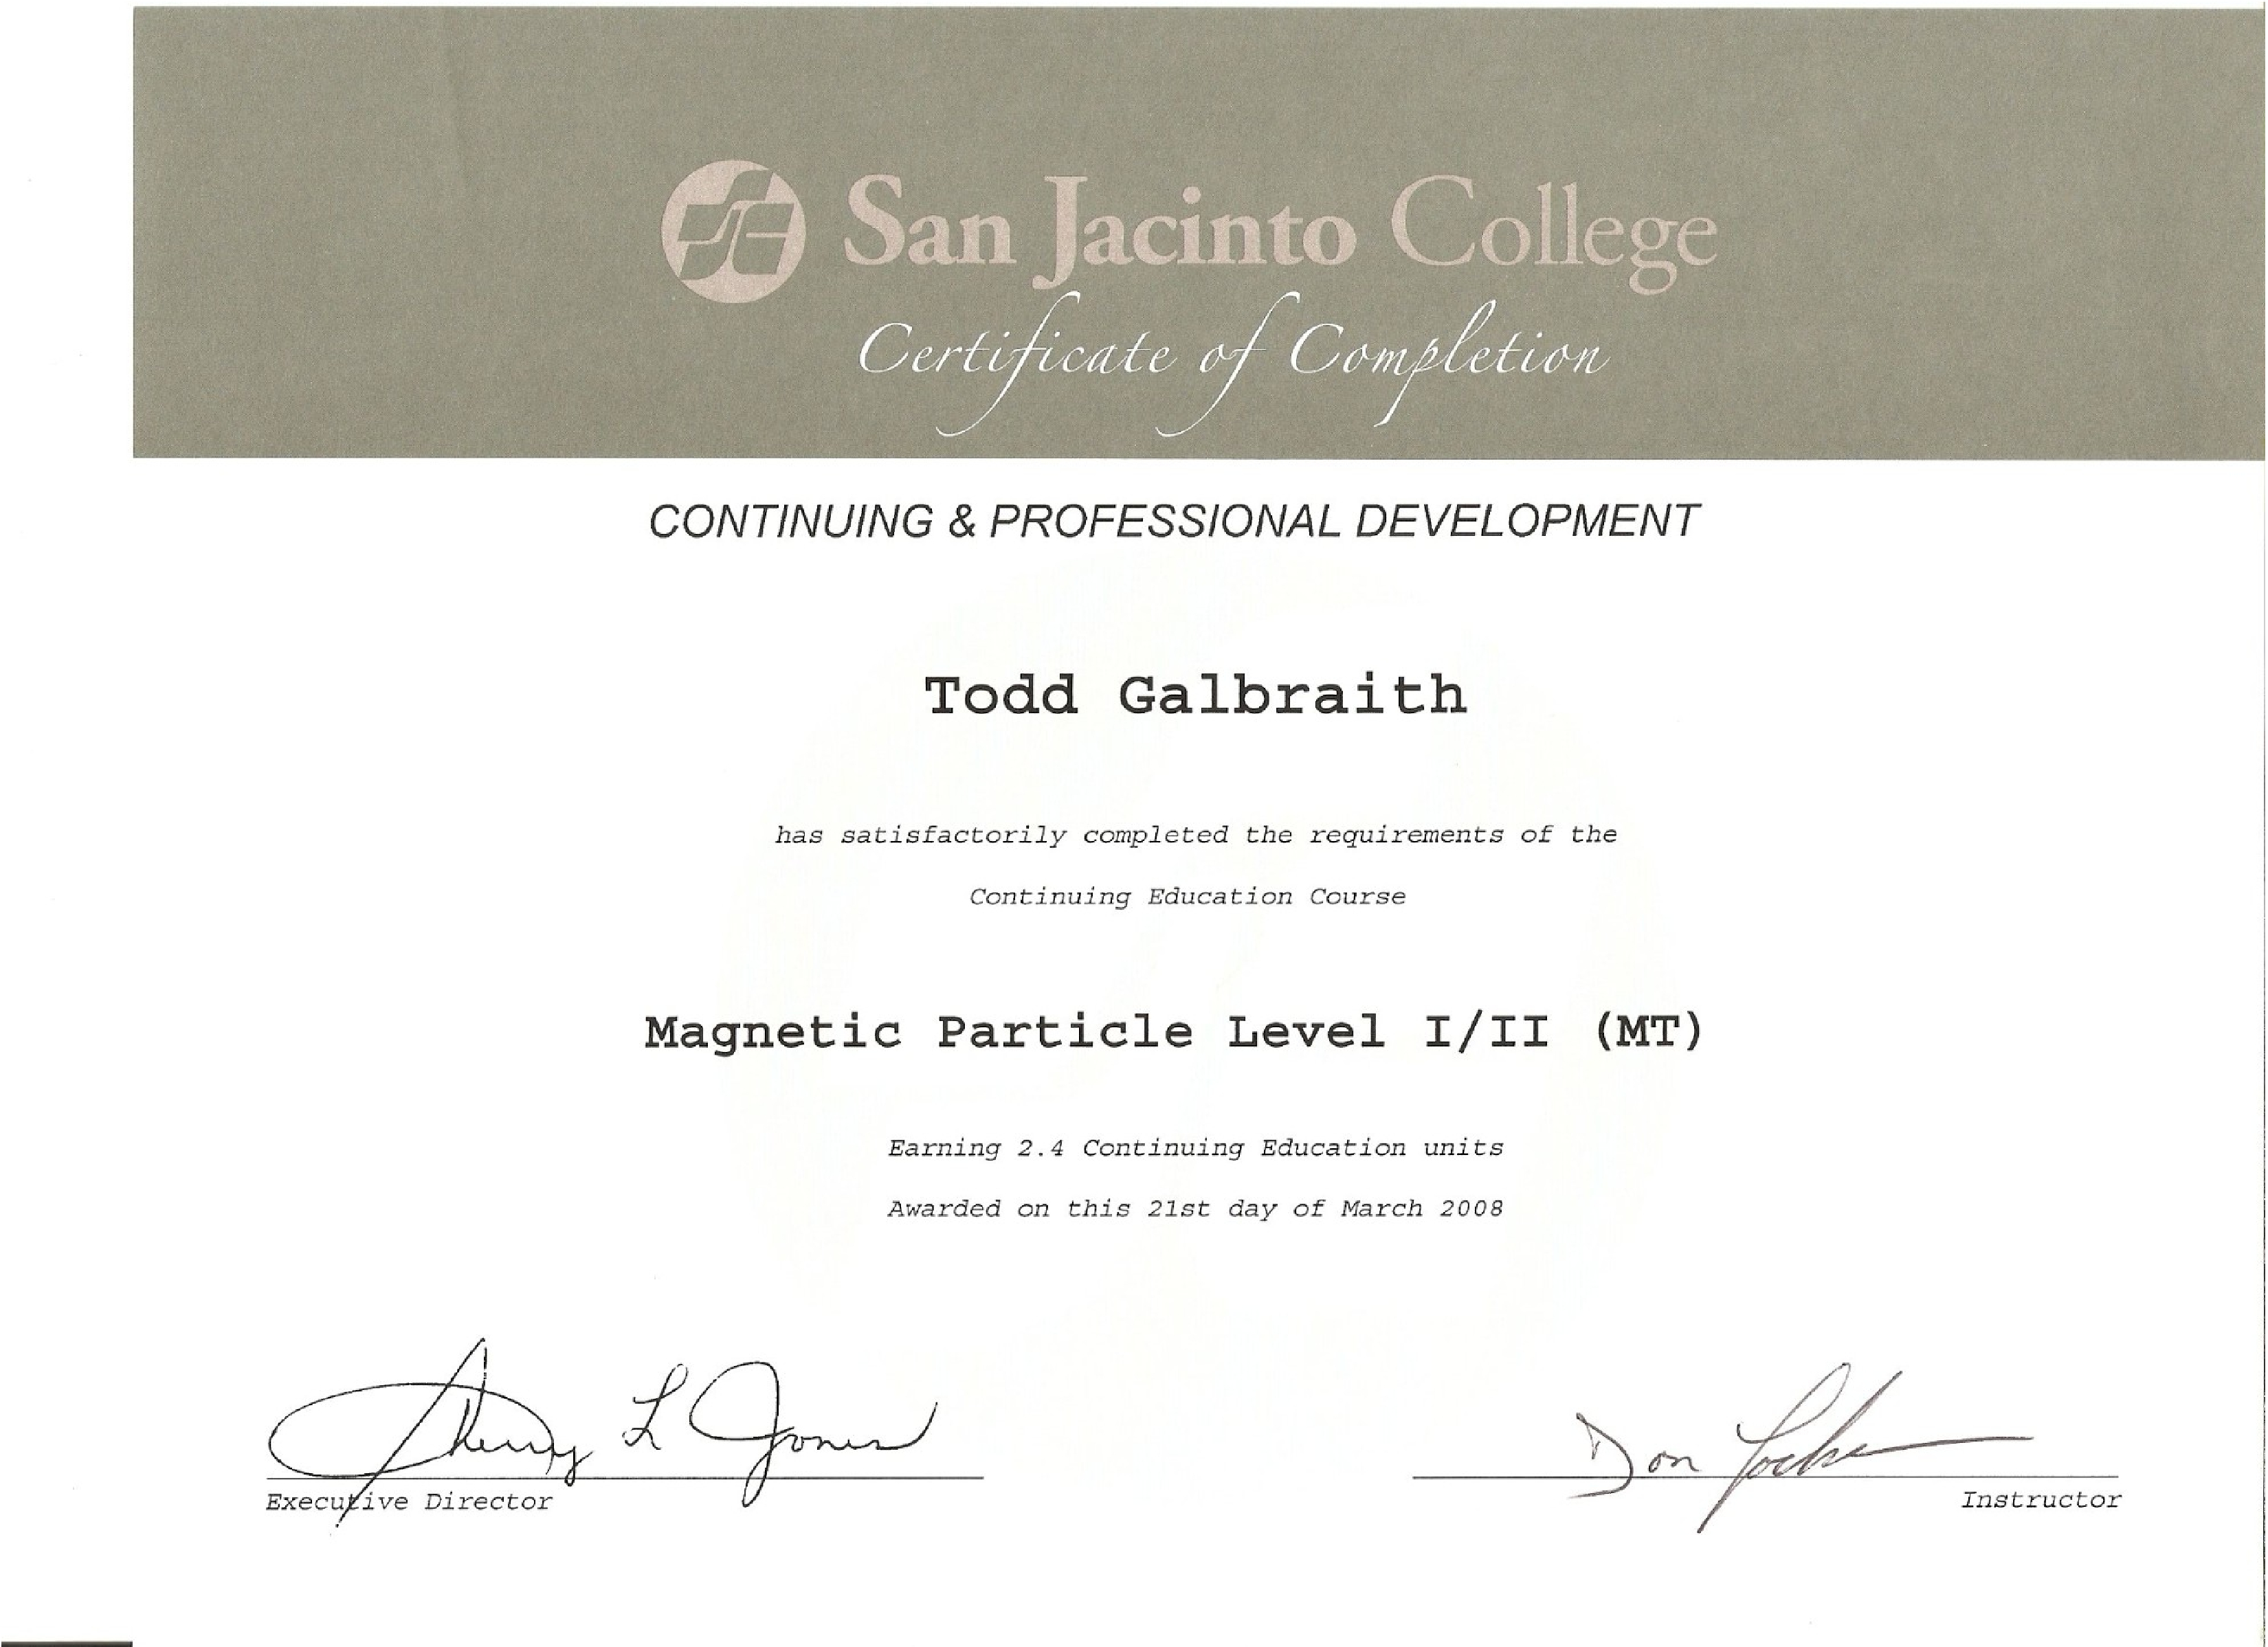 San Jacinto College
Certificate of Completion
CONTINUING & PROFESSIONAL DEVELOPMENT
Todd Galbraith
has satisfactorily completed the requirements of the
Continuing Education Course
Magnetic Particle Level I/II (MT)
Earning 2.4 Continuing Education units
Awarded on this 21st day of March 2008
Sherry L Jones Don
Executive Director Instructor